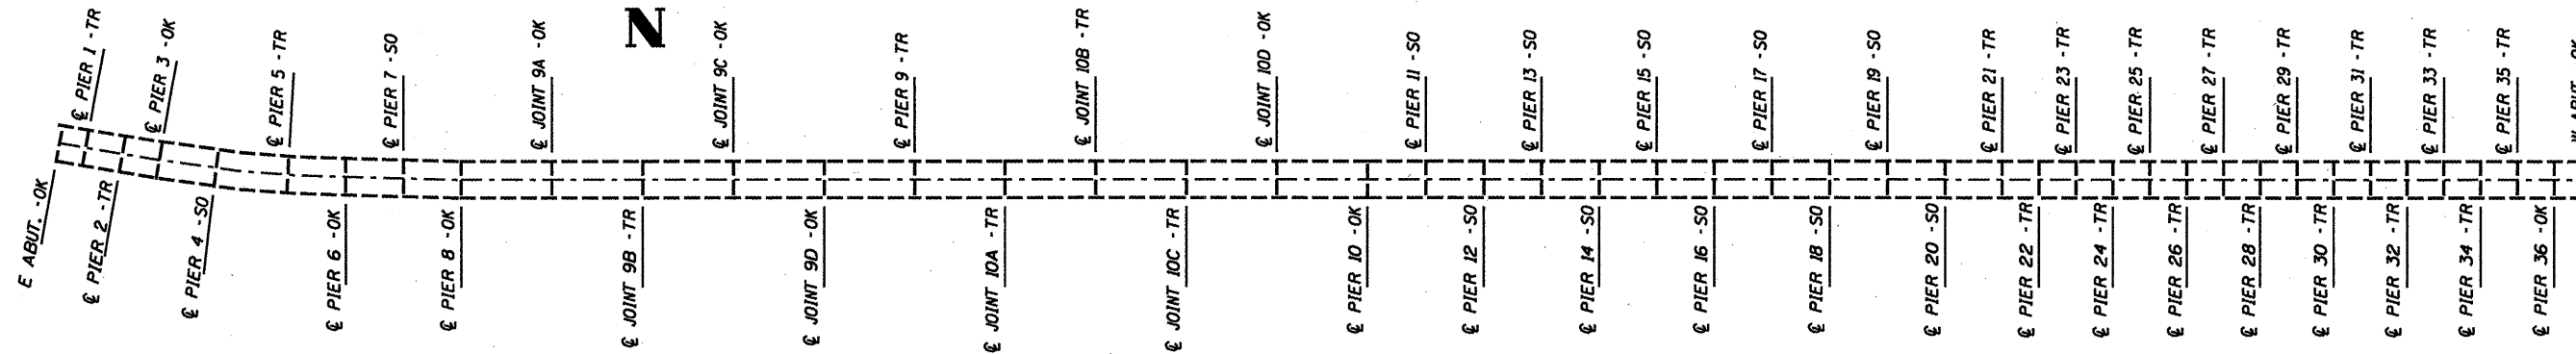 ℄ PIER 1 -TR
℄ PIER 3 -OK
℄ PIER 5 -TR
℄ PIER 7 -SO
℄ JOINT 9A -OK
N
℄ JOINT 9C -OK
℄ PIER 9 -TR
℄ JOINT 10B -TR
℄ JOINT 10D -OK
℄ PIER 11 -SO
℄ PIER 13 -SO
℄ PIER 15 -SO
℄ PIER 17 -SO
℄ PIER 19 -SO
℄ PIER 21 -TR
℄ PIER 23 -TR
℄ PIER 25 -TR
℄ PIER 27 -TR
℄ PIER 29 -TR
℄ PIER 31 -TR
℄ PIER 33 -TR
℄ PIER 35 -TR
E ABUT. -OK
℄ PIER 2 -TR
℄ PIER 4 -SO
℄ PIER 6 -OK
℄ PIER 8 -OK
℄ JOINT 9B -TR
℄ JOINT 9D -OK
℄ JOINT 10A -TR
℄ JOINT 10C -TR
℄ PIER 10 -OK
℄ PIER 12 -SO
℄ PIER 14 -SO
℄ PIER 16 -SO
℄ PIER 18 -SO
℄ PIER 20 -SO
℄ PIER 22 -TR
℄ PIER 24 -TR
℄ PIER 26 -TR
℄ PIER 28 -TR
℄ PIER 30 -TR
℄ PIER 32 -TR
℄ PIER 34 -TR
℄ PIER 36 -OK